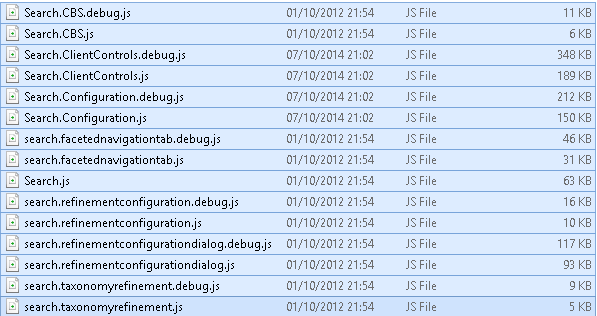 Search.CBS.debug.js 01/10/2012 21:54 JS File 11 KB
Search.CBS.js 01/10/2012 21:54 JS File 6 KB
Search.ClientControls.debug.js 07/10/2014 21:02 JS File 348 KB
Search.ClientControls.js 07/10/2014 21:02 JS File 189 KB
Search.Configuration.debug.js 07/10/2014 21:02 JS File 212 KB
Search.Configuration.js 07/10/2014 21:02 JS File 150 KB
search.facetednavigationtab.debug.js 01/10/2012 21:54 JS File 46 KB
search.facetednavigationtab.js 01/10/2012 21:54 JS File 31 KB
Search.js 01/10/2012 21:54 JS File 63 KB
search.refinementconfiguration.debug.js 01/10/2012 21:54 JS File 16 KB
search.refinementconfiguration.js 01/10/2012 21:54 JS File 10 KB
search.refinementconfigurationdialog.debug.js 01/10/2012 21:54 JS File 117 KB
search.refinementconfigurationdialog.js 01/10/2012 21:54 JS File 93 KB
search.taxonomyrefinement.debug.js 01/10/2012 21:54 JS File 9 KB
search.taxonomyrefinement.js 01/10/2012 21:54 JS File 5 KB